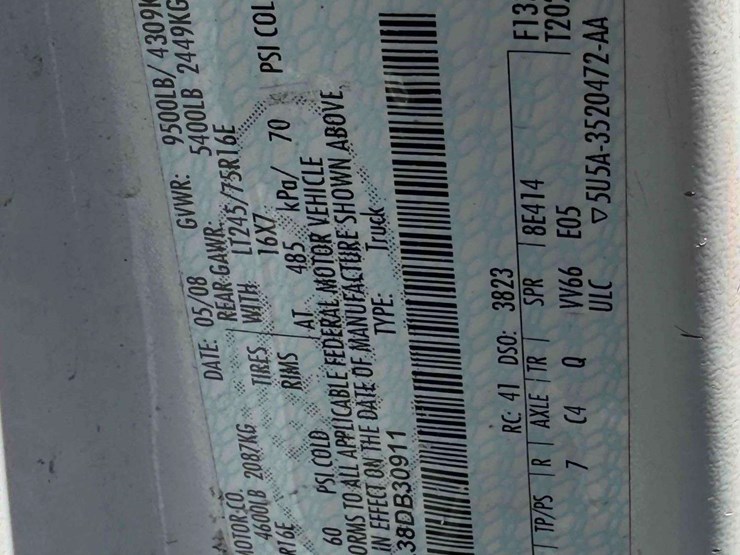 MOTOR CO. DATE: 05/08 GVWR: 9500LB/ 4309K
4600LB 2087KG REAR GAWR: 5400LB 2449KG
R16E TIRES WITH LT245/75R16E
RIMS 16X7
60 PSI COLD AT 485 kPa/ 70 PSI COL
ORMS TO ALL APPLICABLE FEDERAL MOTOR VEHICLE
IN EFFECT ON THE DATE OF MANUFACTURE SHOWN ABOVE,
38DB30911 TYPE: Truck
RC: 41 DSO: 3823 F13
TP/PS R AXLE TR SPR 8E414 T20
7 C4 Q VV66 E05
ULC ▽5U5A-3520472-AA